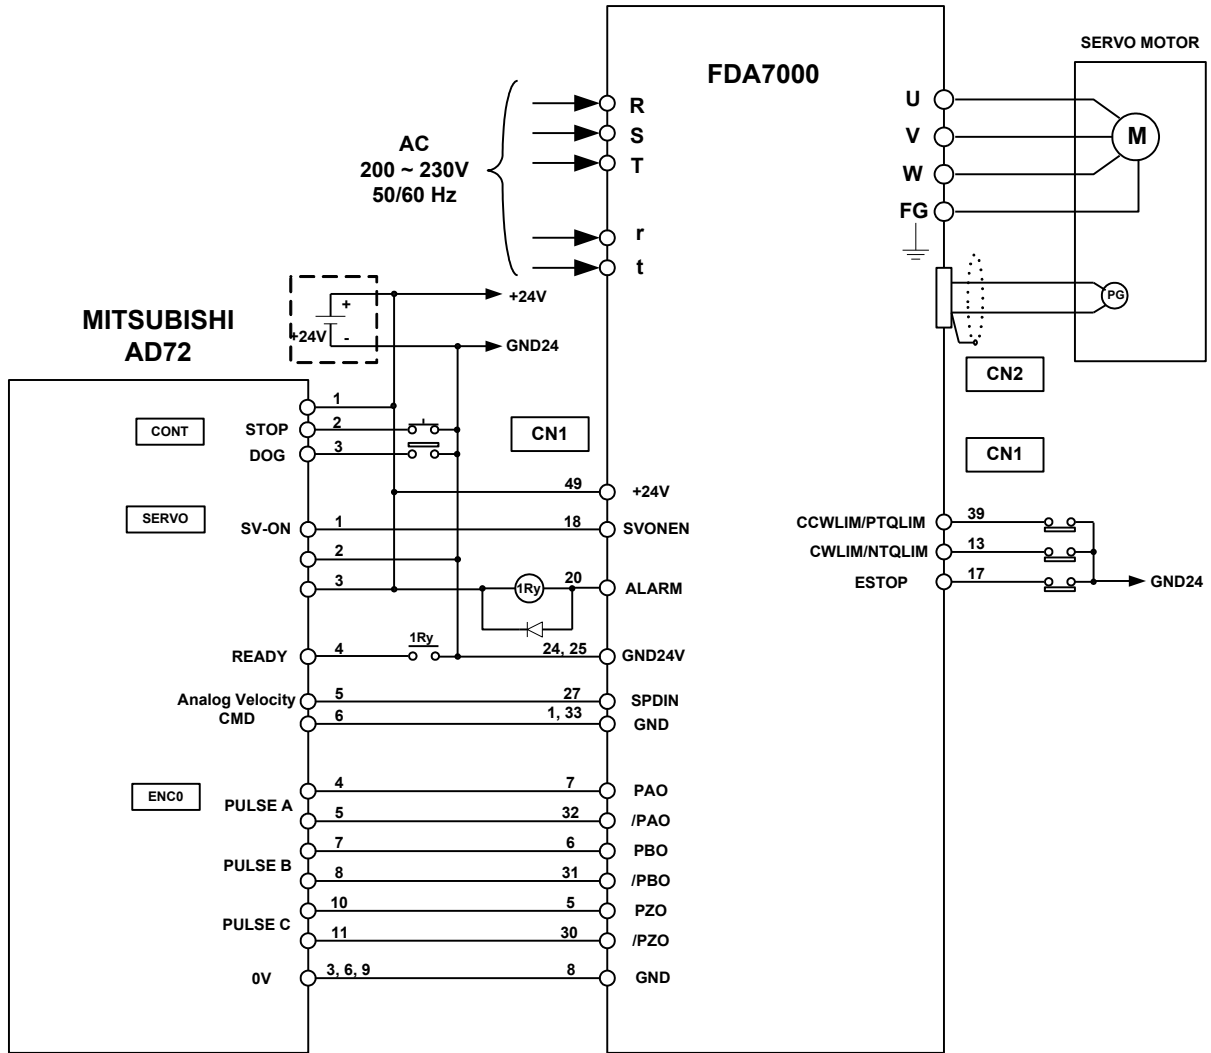 SERVO MOTOR
FDA7000
AC
200 ~ 230V
50/60 Hz
R
S
T
r
t
U
V
W
FG
M
PG
CN2
CN1
+
+24V
-
+24V
GND24
MITSUBISHI
AD72
CONT
1
STOP 2
DOG 3
CN1
49 +24V
SERVO
SV-ON 1 18 SVONEN
2
3 1Ry 20 ALARM
READY 4 1Ry 24, 25 GND24V
Analog Velocity
CMD
5 27 SPDIN
6 1, 33 GND
CCWLIM/PTQLIM 39
CWLIM/NTQLIM 13
ESTOP 17 GND24
ENC0
PULSE A
4 7 PAO
5 32 /PAO
PULSE B
7 6 PBO
8 31 /PBO
PULSE C
10 5 PZO
11 30 /PZO
0V 3, 6, 9 8 GND